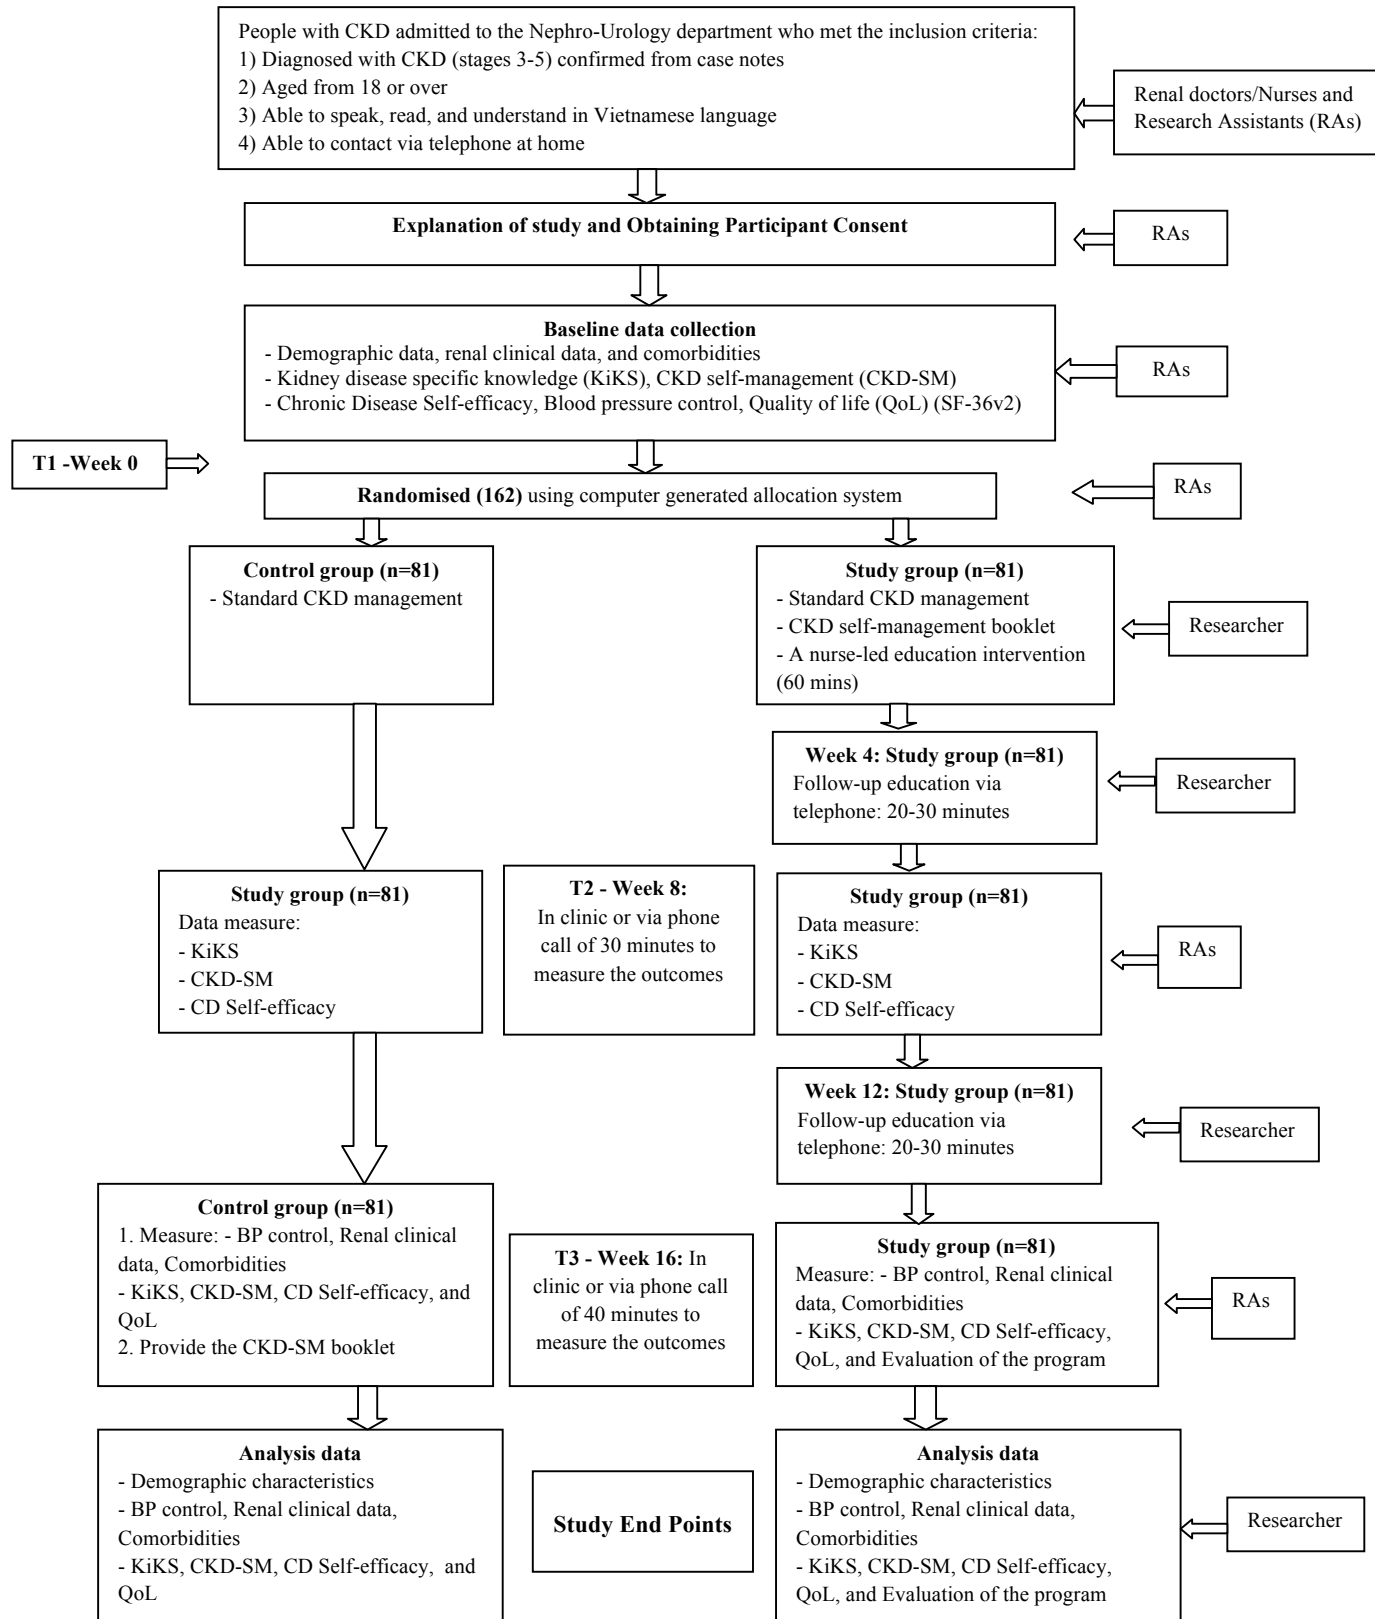 People with CKD admitted to the Nephro-Urology department who met the inclusion criteria:
1) Diagnosed with CKD (stages 3-5) confirmed from case notes
2) Aged from 18 or over
3) Able to speak, read, and understand in Vietnamese language
4) Able to contact via telephone at home
Renal doctors/Nurses and
Research Assistants (RAs)
Explanation of study and Obtaining Participant Consent
RAs
Baseline data collection
- Demographic data, renal clinical data, and comorbidities
- Kidney disease specific knowledge (KiKS), CKD self-management (CKD-SM)
- Chronic Disease Self-efficacy, Blood pressure control, Quality of life (QoL) (SF-36v2)
RAs
T1 -Week 0
Randomised (162) using computer generated allocation system
RAs
Control group (n=81)
- Standard CKD management
Study group (n=81)
- Standard CKD management
- CKD self-management booklet
- A nurse-led education intervention
(60 mins)
Researcher
Week 4: Study group (n=81)
Follow-up education via
telephone: 20-30 minutes
Researcher
Study group (n=81)
Data measure:
- KiKS
- CKD-SM
- CD Self-efficacy
T2 - Week 8:
In clinic or via phone
call of 30 minutes to
measure the outcomes
Study group (n=81)
Data measure:
- KiKS
- CKD-SM
- CD Self-efficacy
RAs
Week 12: Study group (n=81)
Follow-up education via
telephone: 20-30 minutes
Researcher
Control group (n=81)
1. Measure: - BP control, Renal clinical
data, Comorbidities
- KiKS, CKD-SM, CD Self-efficacy, and
QoL
2. Provide the CKD-SM booklet
T3 - Week 16: In
clinic or via phone call
of 40 minutes to
measure the outcomes
Study group (n=81)
Measure: - BP control, Renal clinical
data, Comorbidities
- KiKS, CKD-SM, CD Self-efficacy,
QoL, and Evaluation of the program
RAs
Analysis data
- Demographic characteristics
- BP control, Renal clinical data,
Comorbidities
- KiKS, CKD-SM, CD Self-efficacy, and
QoL
Study End Points
Analysis data
- Demographic characteristics
- BP control, Renal clinical data,
Comorbidities
- KiKS, CKD-SM, CD Self-efficacy,
QoL, and Evaluation of the program
Researcher